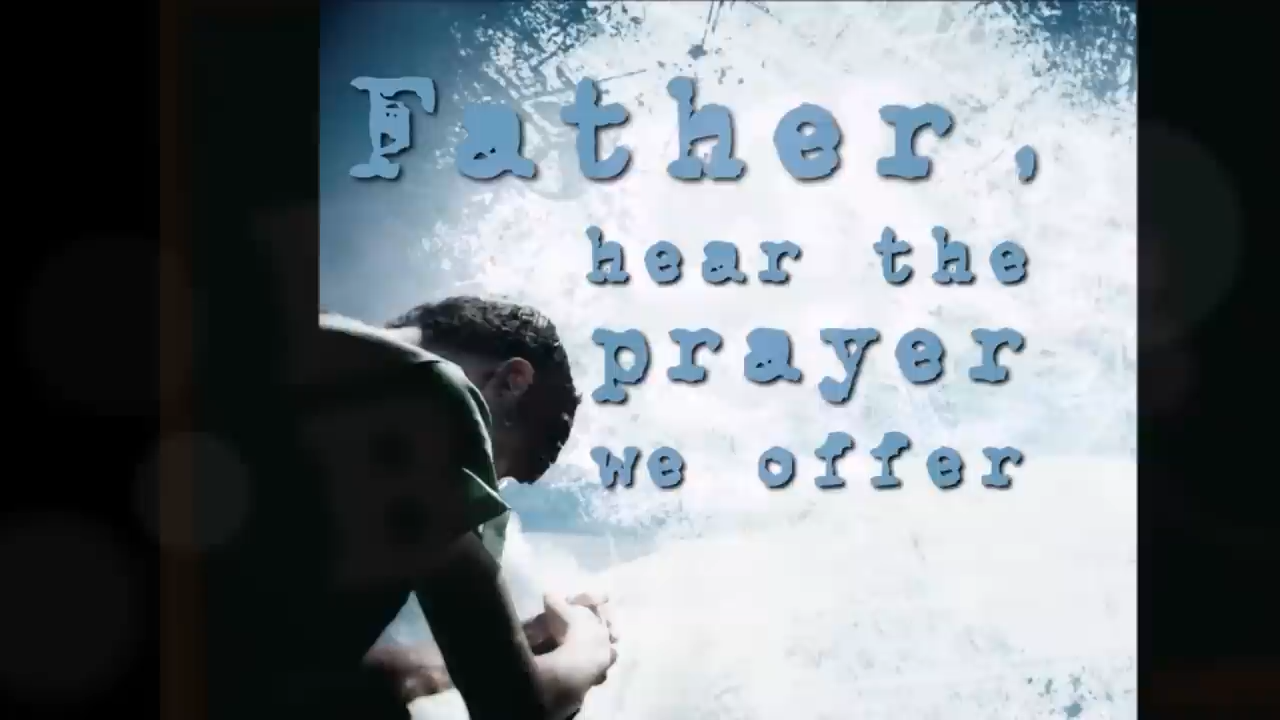 Father,
hear the
prayer
we offer